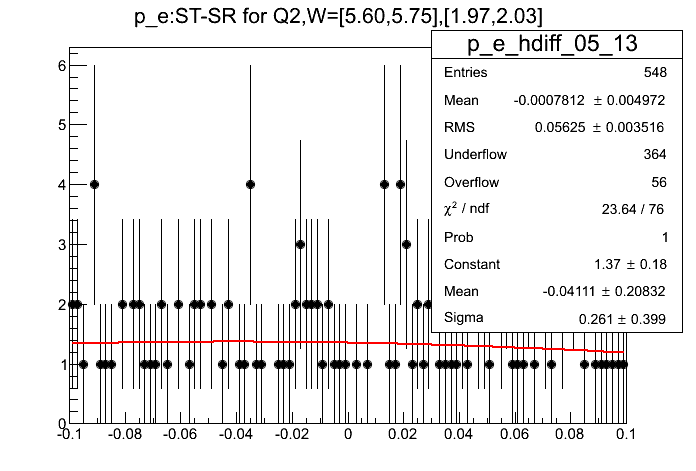 p_e:ST-SR for Q2,W=[5.60,5.75],[1.97,2.03]
p_e_hdiff_05_13
Entries 548
Mean -0.0007812 ± 0.004972
RMS 0.05625 ± 0.003516
Underflow 364
Overflow 56
χ² / ndf 23.64 / 76
Prob 1
Constant 1.37 ± 0.18
Mean -0.04111 ± 0.20832
Sigma 0.261 ± 0.399
6
5
4
3
2
1
0
-0.1 -0.08 -0.06 -0.04 -0.02 0 0.02 0.04 0.06 0.08 0.1